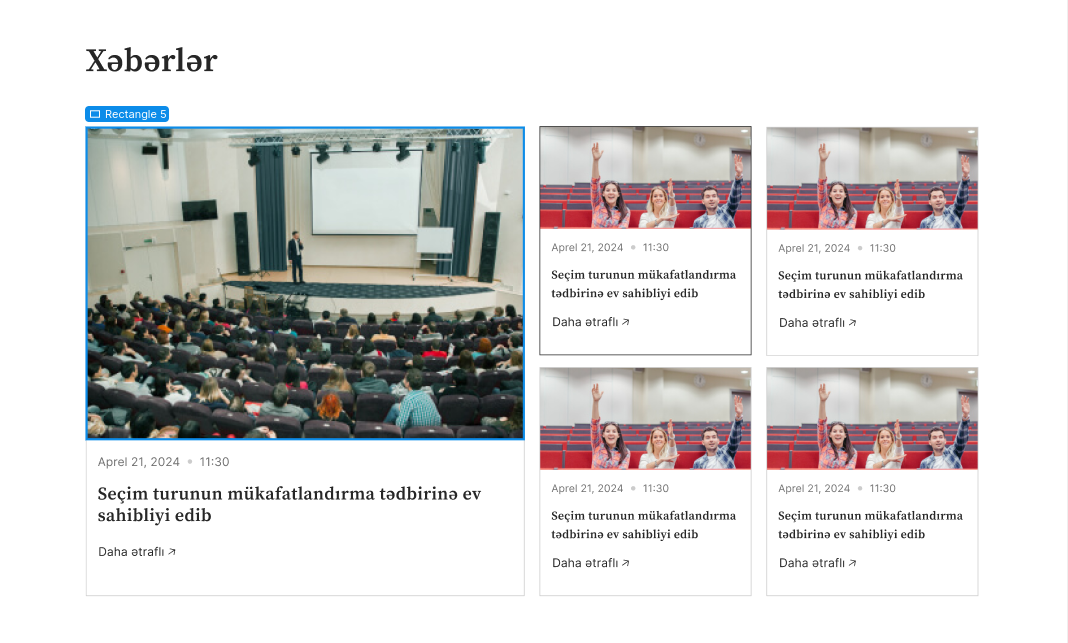 Xəbərlər
Rectangle 5
Aprel 21, 2024 • 11:30
Seçim turunun mükafatlandırma tədbirinə ev
sahibliyi edib
Daha ətraflı ↗
Aprel 21, 2024 • 11:30
Seçim turunun mükafatlandırma
tədbirinə ev sahibliyi edib
Daha ətraflı ↗
Aprel 21, 2024 • 11:30
Seçim turunun mükafatlandırma
tədbirinə ev sahibliyi edib
Daha ətraflı ↗
Aprel 21, 2024 • 11:30
Seçim turunun mükafatlandırma
tədbirinə ev sahibliyi edib
Daha ətraflı ↗
Aprel 21, 2024 • 11:30
Seçim turunun mükafatlandırma
tədbirinə ev sahibliyi edib
Daha ətraflı ↗